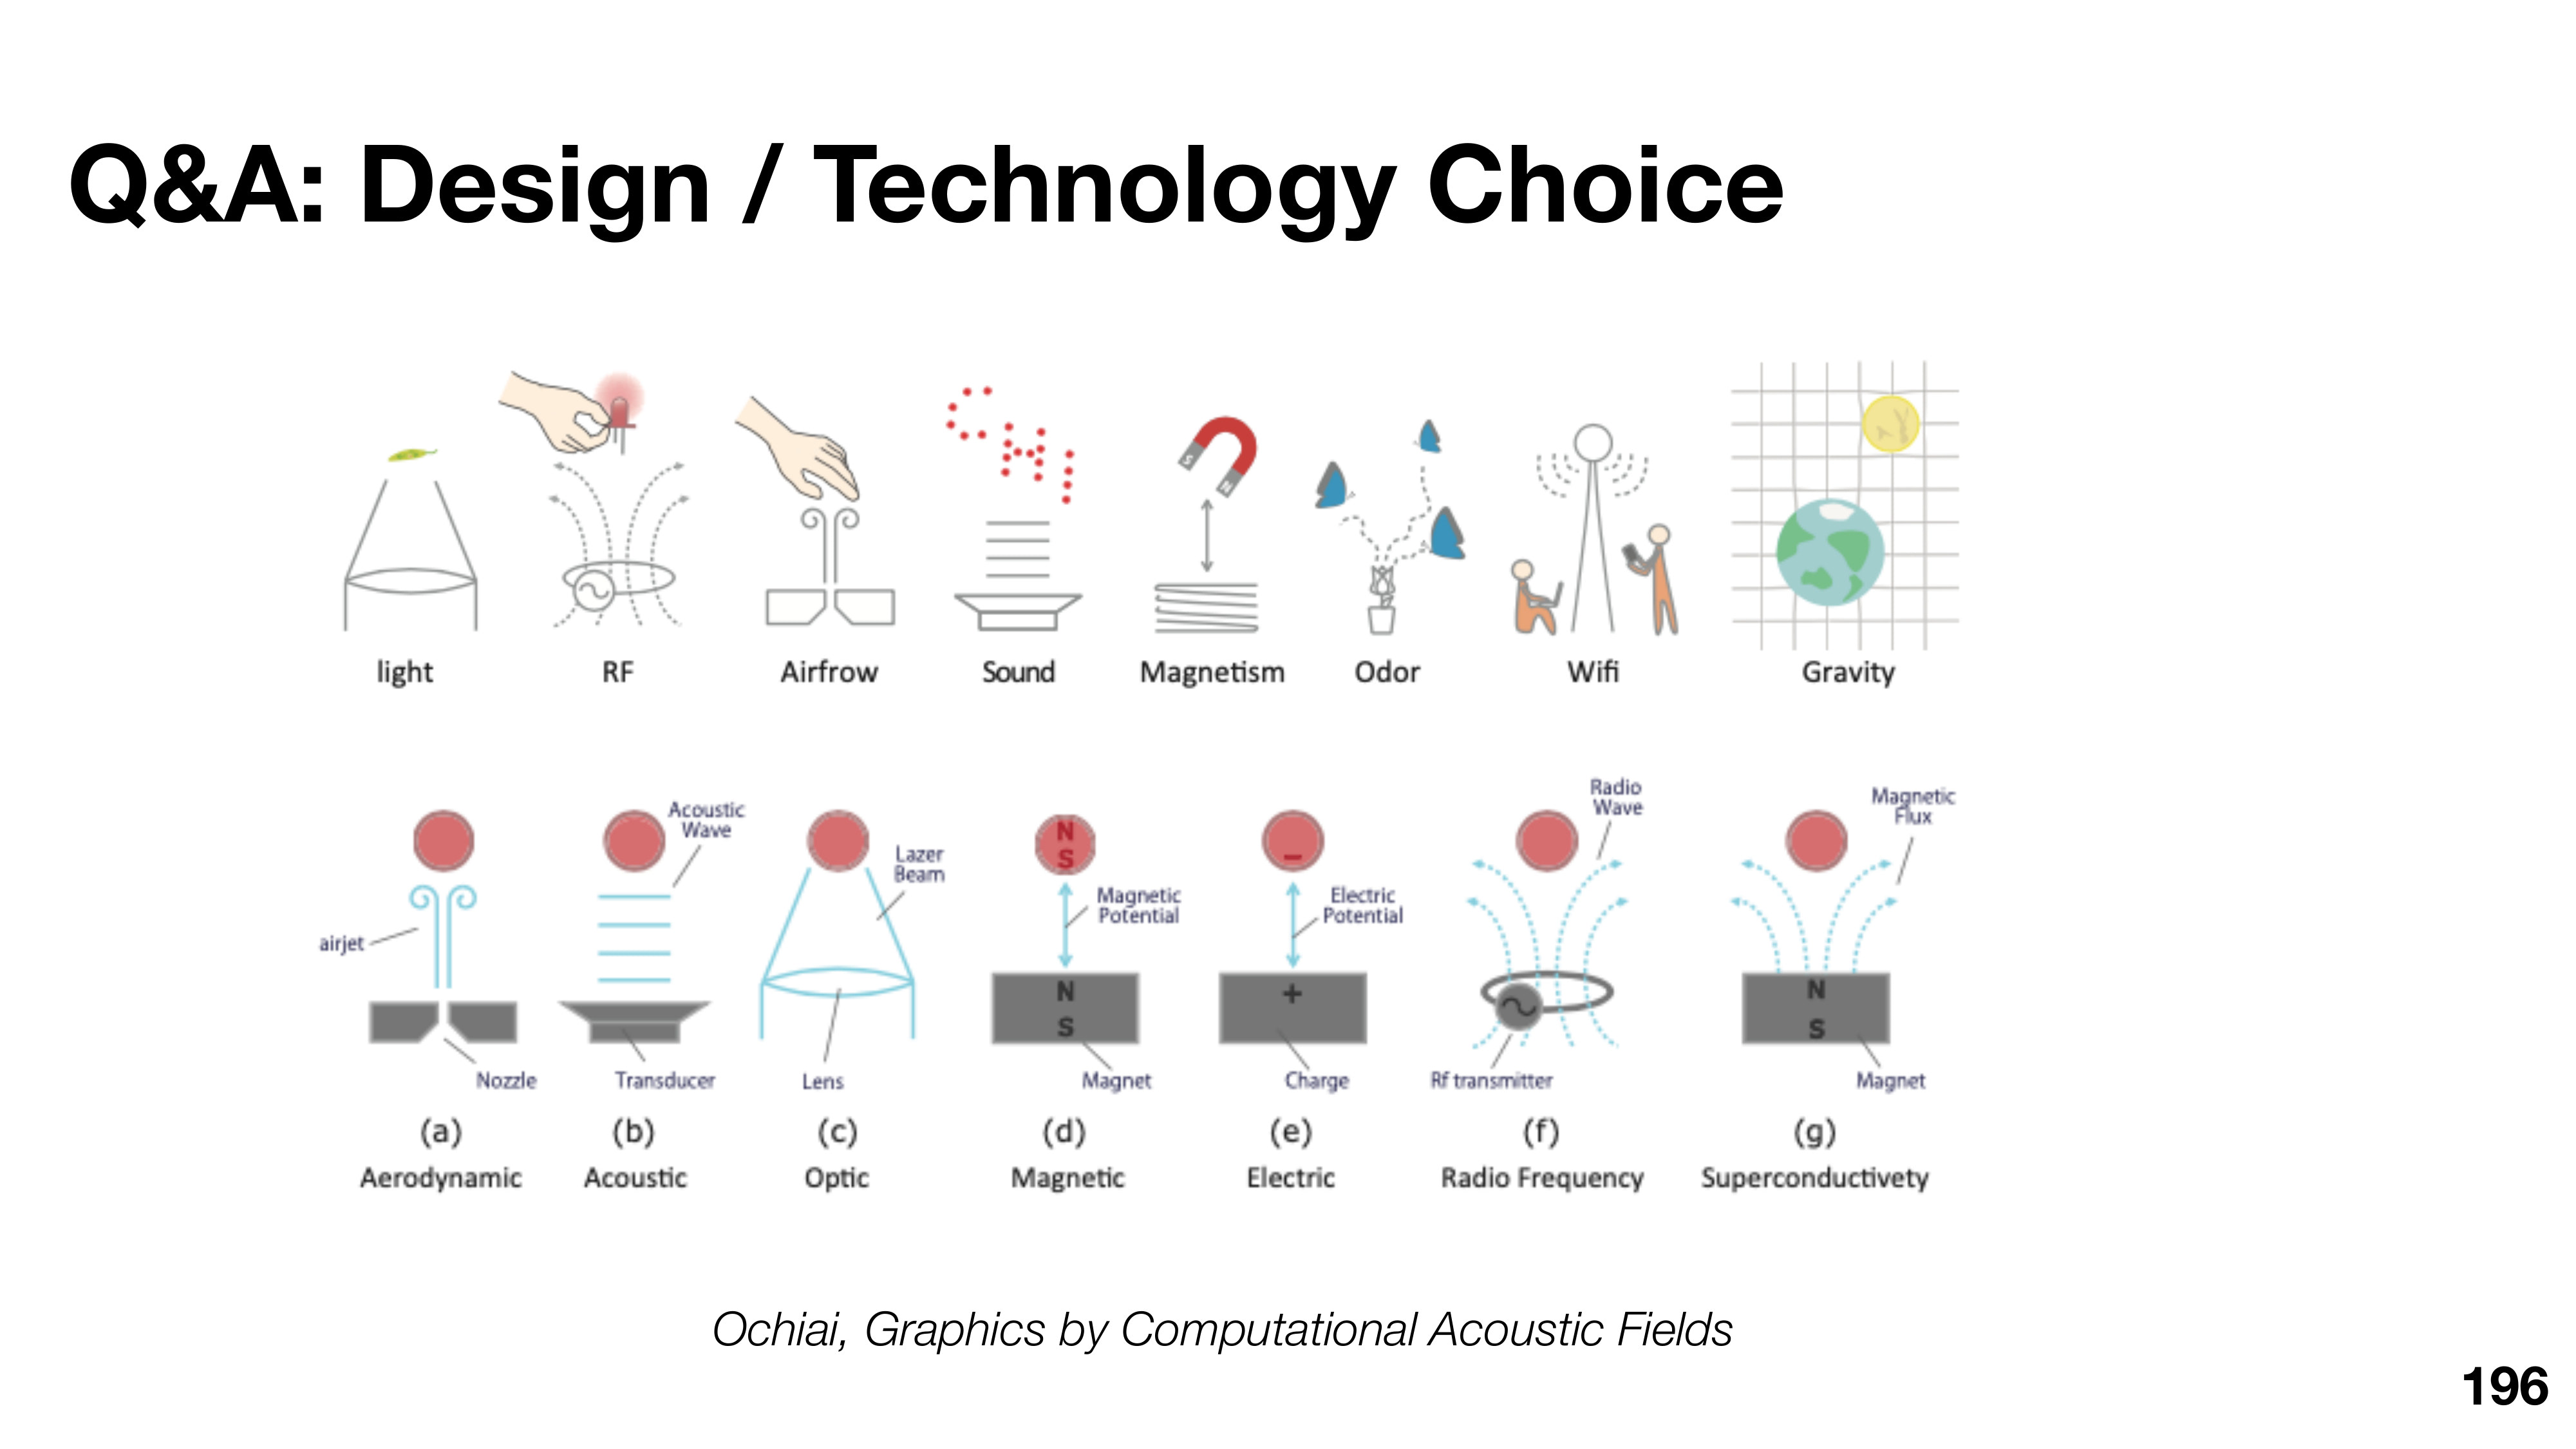 Q&A: Design / Technology Choice
CHI
S
N
light RF Airfrow Sound Magnetism Odor Wifi Gravity
airjet
Nozzle
Acoustic
Wave
Transducer
Lazer
Beam
Lens
N
S
Magnetic
Potential
N
S
Magnet
−
Electric
Potential
+
Charge
Radio
Wave
Rf transmitter
Magnetic
Flux
N
S
Magnet
(a) (b) (c) (d) (e) (f) (g)
Aerodynamic Acoustic Optic Magnetic Electric Radio Frequency Superconductivety
Ochiai, Graphics by Computational Acoustic Fields
196